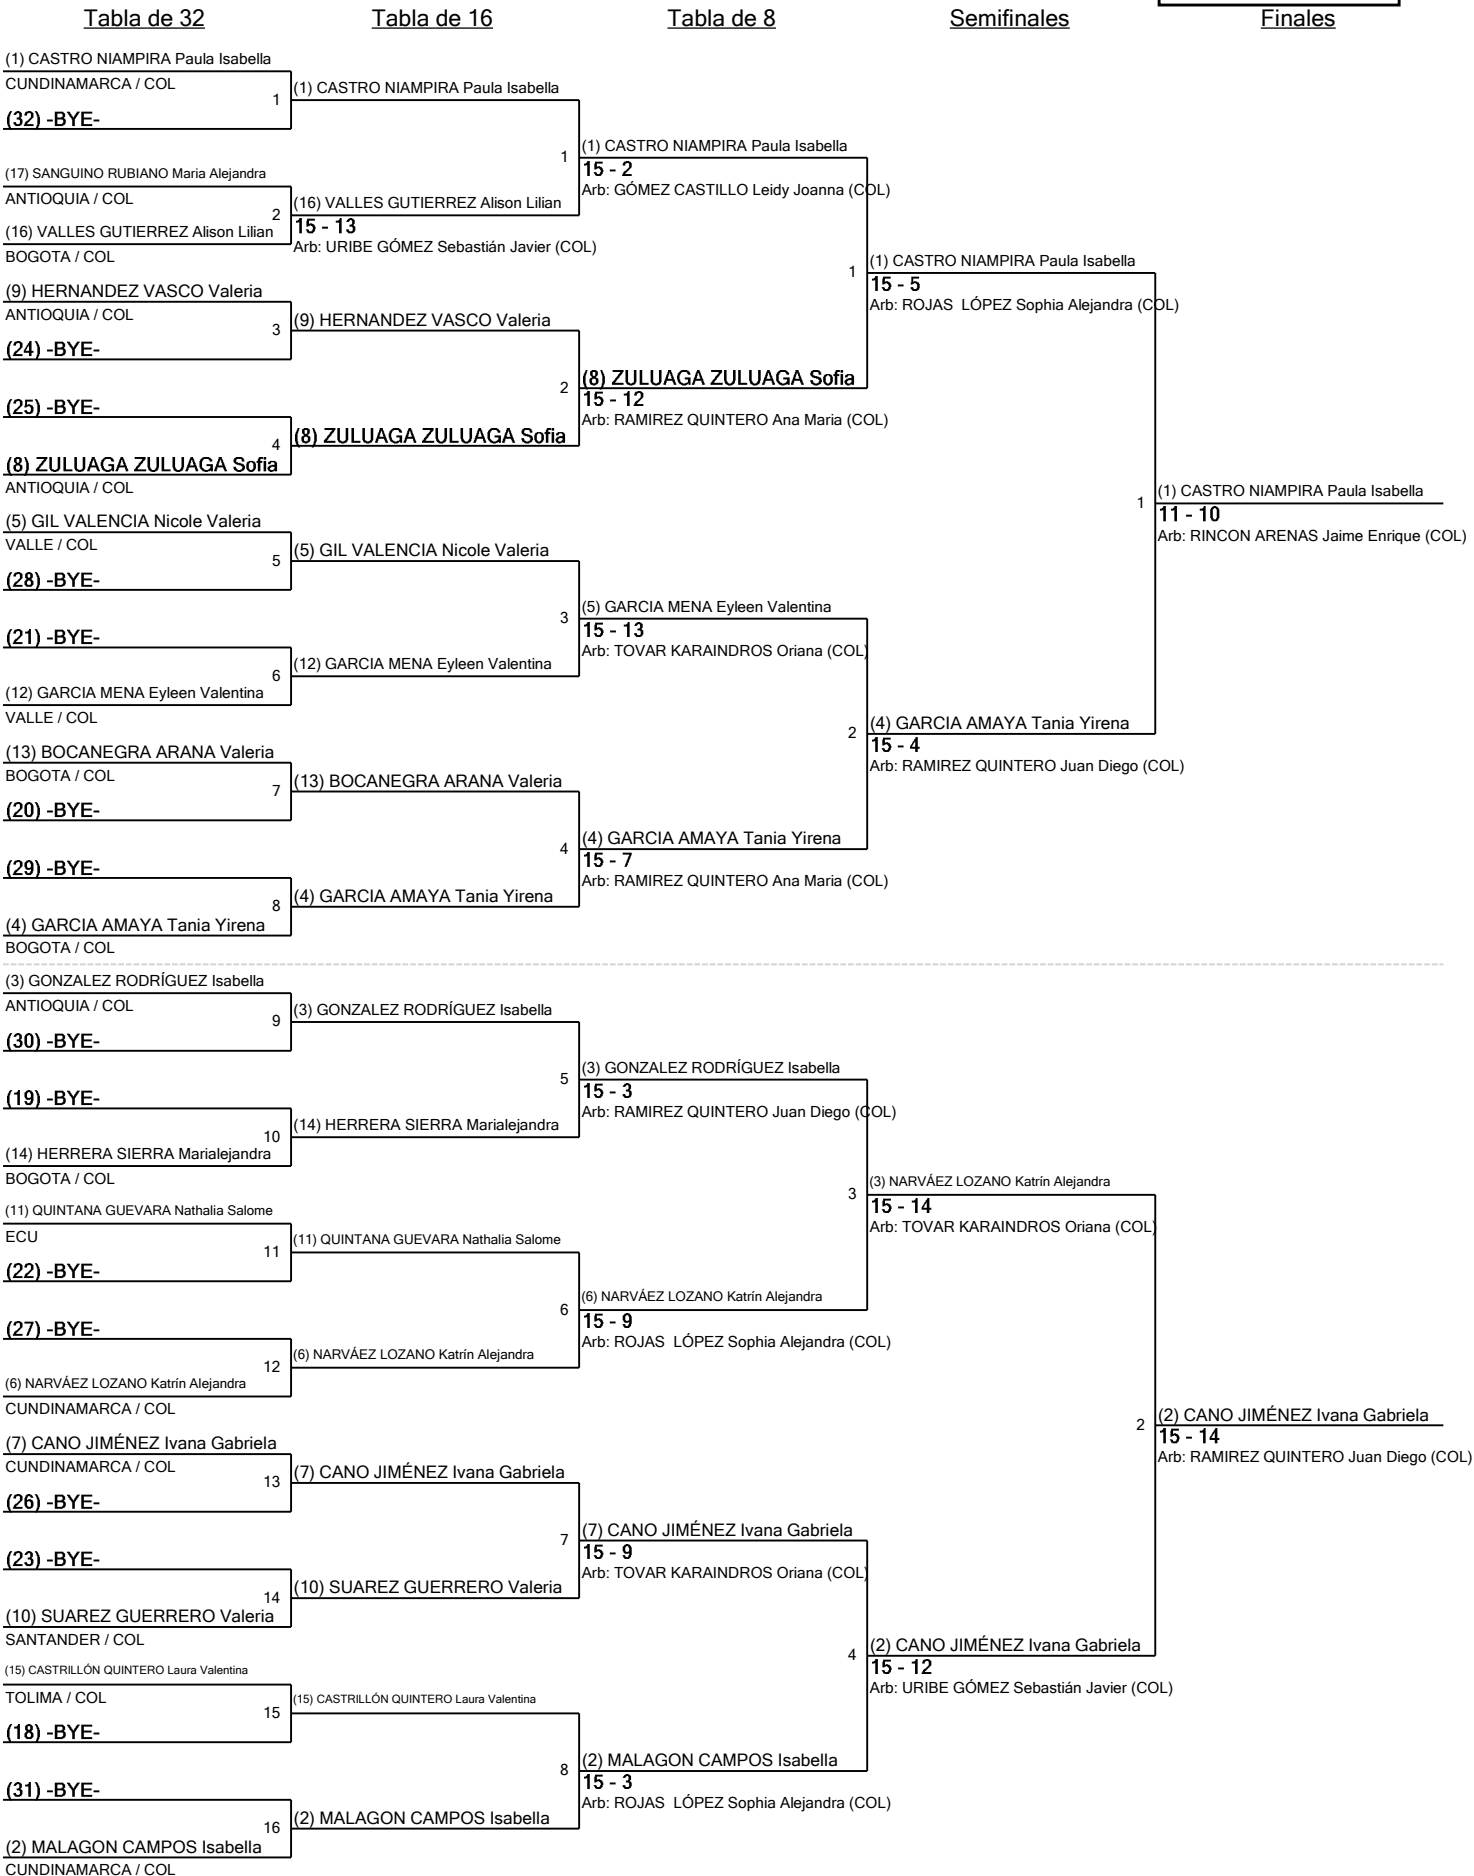 Tabla de 32
Tabla de 16
Tabla de 8
Semifinales
Finales
(1) CASTRO NIAMPIRA Paula Isabella
CUNDINAMARCA / COL
1
(32) -BYE-
(17) SANGUINO RUBIANO Maria Alejandra
ANTIOQUIA / COL
2
(16) VALLES GUTIERREZ Alison Lilian
BOGOTA / COL
(9) HERNANDEZ VASCO Valeria
ANTIOQUIA / COL
3
(24) -BYE-
(25) -BYE-
4
(8) ZULUAGA ZULUAGA Sofia
ANTIOQUIA / COL
(5) GIL VALENCIA Nicole Valeria
VALLE / COL
5
(28) -BYE-
(21) -BYE-
6
(12) GARCIA MENA Eyleen Valentina
VALLE / COL
(13) BOCANEGRA ARANA Valeria
BOGOTA / COL
7
(20) -BYE-
(29) -BYE-
8
(4) GARCIA AMAYA Tania Yirena
BOGOTA / COL
(3) GONZALEZ RODRÍGUEZ Isabella
ANTIOQUIA / COL
9
(30) -BYE-
(19) -BYE-
10
(14) HERRERA SIERRA Marialejandra
BOGOTA / COL
(11) QUINTANA GUEVARA Nathalia Salome
ECU
11
(22) -BYE-
(27) -BYE-
12
(6) NARVÁEZ LOZANO Katrín Alejandra
CUNDINAMARCA / COL
(7) CANO JIMÉNEZ Ivana Gabriela
CUNDINAMARCA / COL
13
(26) -BYE-
(23) -BYE-
14
(10) SUAREZ GUERRERO Valeria
SANTANDER / COL
(15) CASTRILLÓN QUINTERO Laura Valentina
TOLIMA / COL
15
(18) -BYE-
(31) -BYE-
16
(2) MALAGON CAMPOS Isabella
CUNDINAMARCA / COL
(1) CASTRO NIAMPIRA Paula Isabella
1
(16) VALLES GUTIERREZ Alison Lilian
15 - 13
Arb: URIBE GÓMEZ Sebastián Javier (COL)
(9) HERNANDEZ VASCO Valeria
2
(8) ZULUAGA ZULUAGA Sofia
(5) GIL VALENCIA Nicole Valeria
3
(12) GARCIA MENA Eyleen Valentina
(13) BOCANEGRA ARANA Valeria
4
(4) GARCIA AMAYA Tania Yirena
(3) GONZALEZ RODRÍGUEZ Isabella
5
(14) HERRERA SIERRA Marialejandra
(11) QUINTANA GUEVARA Nathalia Salome
6
(6) NARVÁEZ LOZANO Katrín Alejandra
(7) CANO JIMÉNEZ Ivana Gabriela
7
(10) SUAREZ GUERRERO Valeria
(15) CASTRILLÓN QUINTERO Laura Valentina
8
(2) MALAGON CAMPOS Isabella
(1) CASTRO NIAMPIRA Paula Isabella
15 - 2
Arb: GÓMEZ CASTILLO Leidy Joanna (COL)
1
(8) ZULUAGA ZULUAGA Sofia
15 - 12
Arb: RAMIREZ QUINTERO Ana Maria (COL)
(5) GARCIA MENA Eyleen Valentina
15 - 13
Arb: TOVAR KARAINDROS Oriana (COL)
2
(4) GARCIA AMAYA Tania Yirena
15 - 7
Arb: RAMIREZ QUINTERO Ana Maria (COL)
(3) GONZALEZ RODRÍGUEZ Isabella
15 - 3
Arb: RAMIREZ QUINTERO Juan Diego (COL)
3
(6) NARVÁEZ LOZANO Katrín Alejandra
15 - 9
Arb: ROJAS LÓPEZ Sophia Alejandra (COL)
(7) CANO JIMÉNEZ Ivana Gabriela
15 - 9
Arb: TOVAR KARAINDROS Oriana (COL)
4
(2) MALAGON CAMPOS Isabella
15 - 3
Arb: ROJAS LÓPEZ Sophia Alejandra (COL)
(1) CASTRO NIAMPIRA Paula Isabella
15 - 5
Arb: ROJAS LÓPEZ Sophia Alejandra (COL)
1
(4) GARCIA AMAYA Tania Yirena
15 - 4
Arb: RAMIREZ QUINTERO Juan Diego (COL)
(3) NARVÁEZ LOZANO Katrín Alejandra
15 - 14
Arb: TOVAR KARAINDROS Oriana (COL)
2
(2) CANO JIMÉNEZ Ivana Gabriela
15 - 12
Arb: URIBE GÓMEZ Sebastián Javier (COL)
(1) CASTRO NIAMPIRA Paula Isabella
11 - 10
Arb: RINCON ARENAS Jaime Enrique (COL)
(2) CANO JIMÉNEZ Ivana Gabriela
15 - 14
Arb: RAMIREZ QUINTERO Juan Diego (COL)